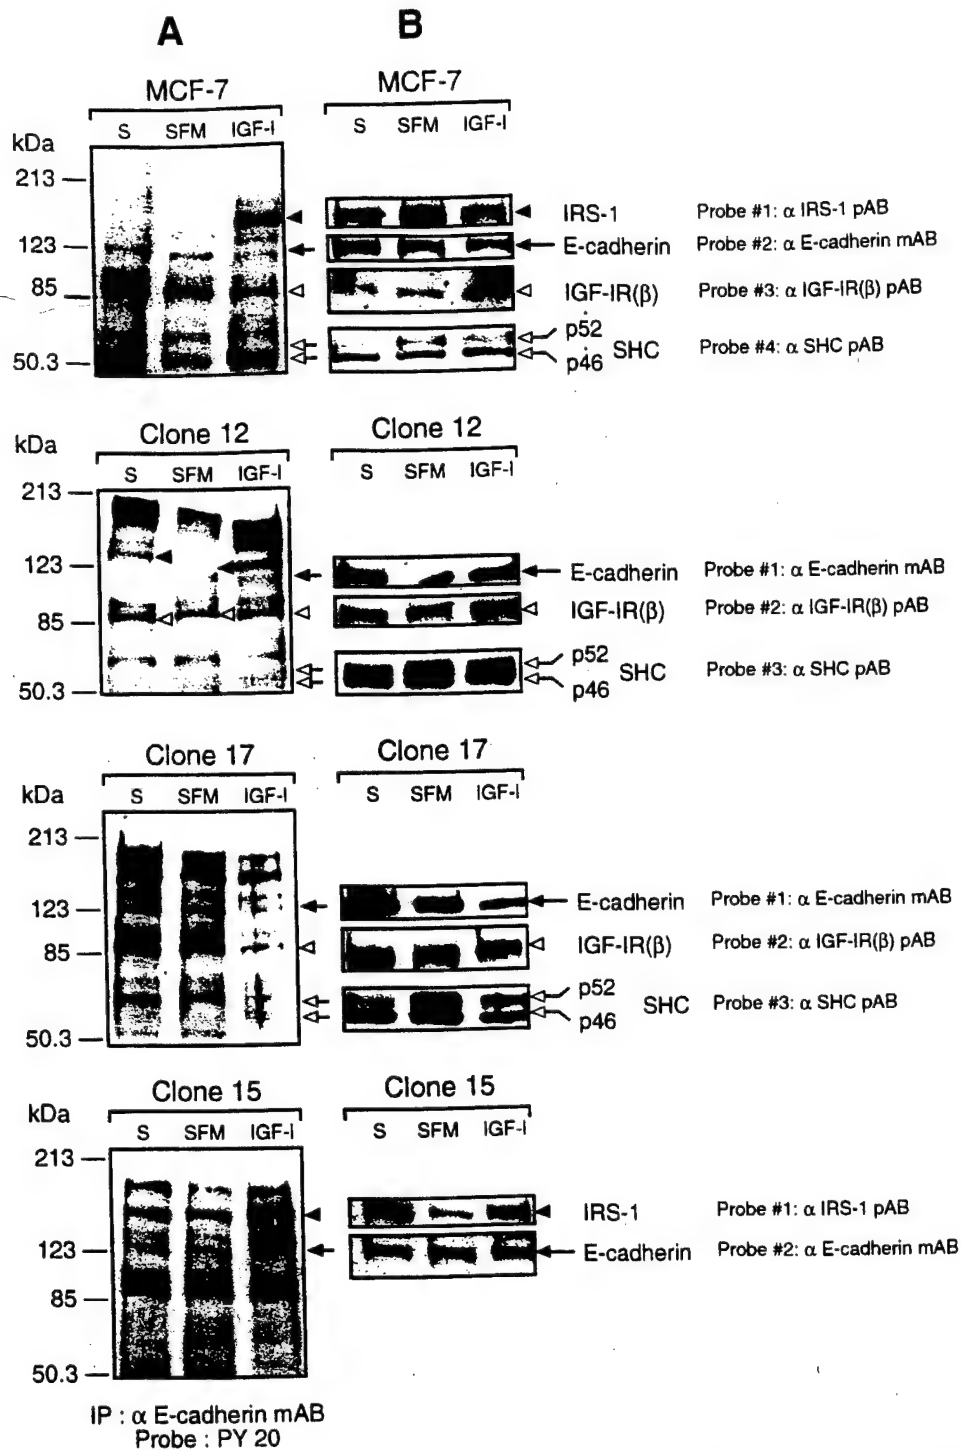 A
B
MCF-7
MCF-7
S SFM IGF-I
S SFM IGF-I
kDa
213
123
85
50.3
IRS-1 Probe #1: α IRS-1 pAB
E-cadherin Probe #2: α E-cadherin mAB
IGF-IR(β) Probe #3: α IGF-IR(β) pAB
p52
p46
SHC Probe #4: α SHC pAB
Clone 12
Clone 12
kDa
S SFM IGF-I
S SFM IGF-I
213
123
85
50.3
E-cadherin Probe #1: α E-cadherin mAB
IGF-IR(β) Probe #2: α IGF-IR(β) pAB
p52
p46
SHC Probe #3: α SHC pAB
Clone 17
Clone 17
kDa
S SFM IGF-I
S SFM IGF-I
213
123
85
50.3
E-cadherin Probe #1: α E-cadherin mAB
IGF-IR(β) Probe #2: α IGF-IR(β) pAB
p52
p46
SHC Probe #3: α SHC pAB
Clone 15
Clone 15
kDa
S SFM IGF-I
S SFM IGF-I
213
123
85
50.3
IRS-1 Probe #1: α IRS-1 pAB
E-cadherin Probe #2: α E-cadherin mAB
IP : α E-cadherin mAB
Probe : PY 20